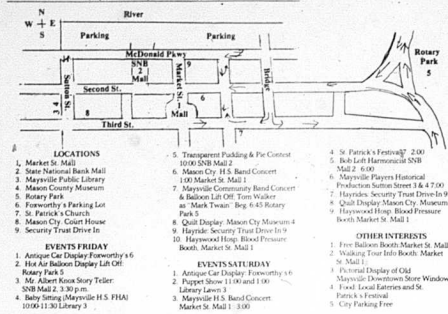 N
W E
S
River
Parking
Parking
McDonald Pkwy
SNB
2
Mall
9
Market St.
1
Mall
Bridge
Rotary
Park
5
Sutton St.
Second St.
3 4
8
6
Third St.
7
LOCATIONS
1, Market St. Mall
2 State National Bank Mall
3. Maysville Public Library
4. Mason County Museum
5. Rotary Park
6. Foxworthy's Parking Lot
7. St. Patrick's Church
8. Mason Cty. Court House
9. Security Trust Drive In
EVENTS FRIDAY
1. Antique Car Display: Foxworthy's 6
2. Hot Air Balloon Display Lift Off:
Rotary Park 5
3. Mr. Albert Knox Story Teller:
SNB Mall 2, 3:30 p.m.
4. Baby Sitting (Maysville H.S. FHA)
10:00-11:30 Library 3
5. Transparent Pudding & Pie Contest
10:00 SNB Mall 2
6. Mason Cty. H.S. Band Concert
1:00 Market St. Mall 1
7. Maysville Community Band Concert
& Balloon Lift Off: Tom Walker
as "Mark Twain" Beg. 6:45 Rotary
Park 5
8. Quilt Display: Mason Cty Museum 4
9. Hayride: Security Trust Drive In 9
10. Hayswood Hosp: Blood Pressure
Booth, Market St. Mall 1
EVENTS SATURDAY
1. Antique Car Display: Foxworthy's 6
2. Puppet Show 11:00 and 1:00
Library Lawn 3
3. Maysville H.S. Band Concert
Market St. Mall 1: 3:00
4. St. Patrick's Festival 7 2:00
5. Bob Left Harmonicist SNB
Mall 2 6:00
6. Maysville Players Historical
Production Sutton Street 3 & 4 7:00
7. Hayrides: Security Trust Drive In 9
8. Quilt Display Mason Cty. Museum
9. Hayswood Hosp: Blood Pressure
Booth Market St. Mall 1
OTHER INTERESTS
1. Free Balloon Booth: Market St. Mall
2. Walking Tour Info Booth: Market
St. Mall 1
3. Pictorial Display of Old
Maysville Downtown Store Window
4. Food: Local Eateries and St.
Patrick's Festival
5. City Parking Free